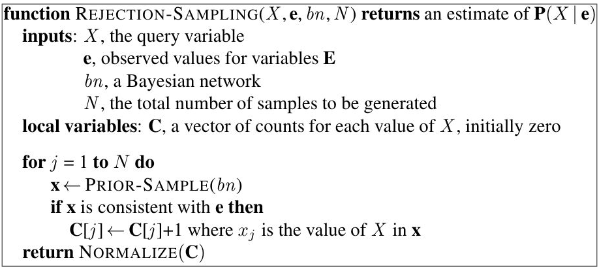 function REJECTION-SAMPLING(X, e, bn, N) returns an estimate of P(X | e)
inputs: X, the query variable
e, observed values for variables E
bn, a Bayesian network
N, the total number of samples to be generated
local variables: C, a vector of counts for each value of X, initially zero
for j = 1 to N do
x ← PRIOR-SAMPLE(bn)
if x is consistent with e then
C[j] ← C[j]+1 where xj is the value of X in x
return NORMALIZE(C)